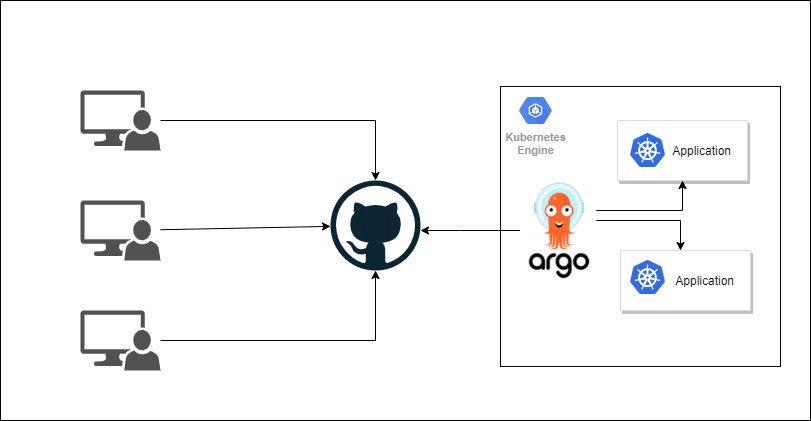 Kubernetes
Engine
Application
argo
Application